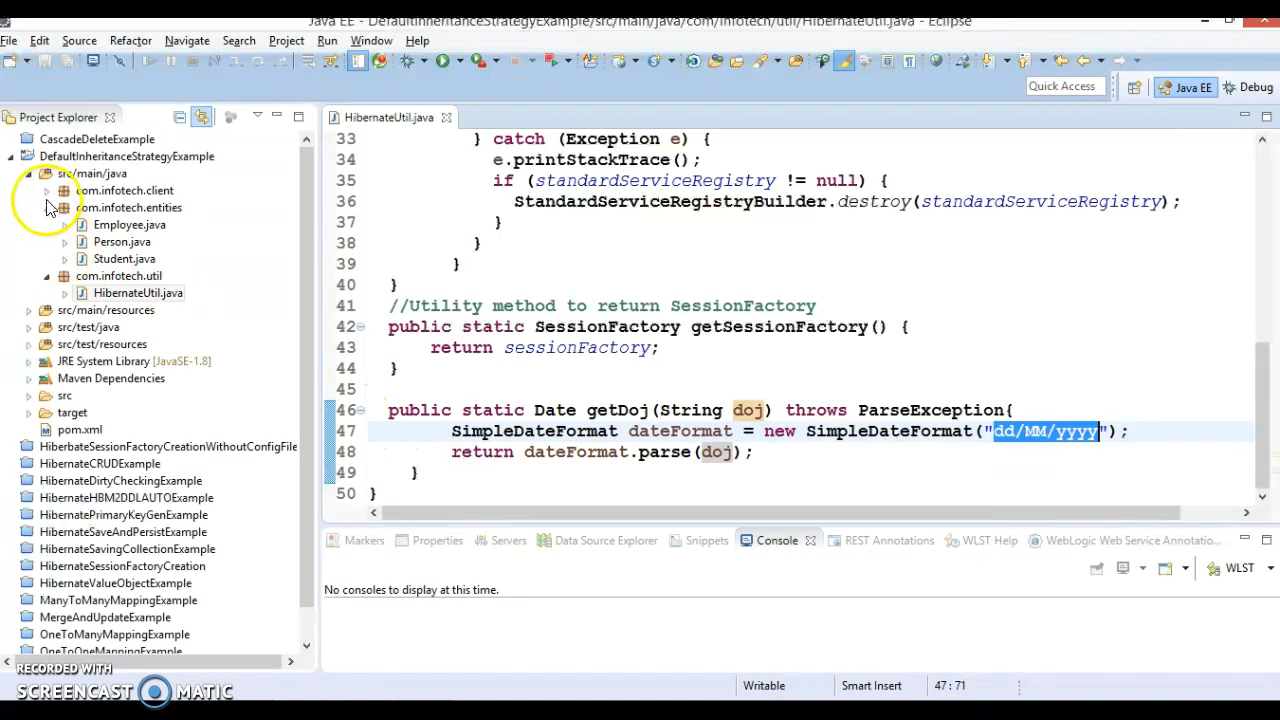 Java EE - DefaultInheritanceStrategyExample/src/main/java/com/infotech/util/HibernateUtil.java - Eclipse
File Edit Source Refactor Navigate Search Project Run Window Help
Quick Access
Java EE
Debug
Project Explorer
CascadeDeleteExample
DefaultInheritanceStrategyExample
src/main/java
com.infotech.client
com.infotech.entities
Employee.java
Person.java
Student.java
com.infotech.util
HibernateUtil.java
src/main/resources
src/test/java
src/test/resources
JRE System Library [JavaSE-1.8]
Maven Dependencies
src
target
pom.xml
HiberbateSessionFactoryCreationWithoutConfigFile
HibernateCRUDExample
HibernateDirtyCheckingExample
HibernateHBM2DDLAUTOExample
HibernatePrimaryKeyGenExample
HibernateSaveAndPersistExample
HibernateSavingCollectionExample
HibernateSessionFactoryCreation
HibernateValueObjectExample
ManyToManyMappingExample
MergeAndUpdateExample
OneToManyMappingExample
OneToOneMappingExample
HibernateUtil.java
33 } catch (Exception e) {
34 e.printStackTrace();
35 if (standardServiceRegistry != null) {
36 StandardServiceRegistryBuilder.destroy(standardServiceRegistry);
37 }
38 }
39 }
40 }
41 //Utility method to return SessionFactory
42 public static SessionFactory getSessionFactory() {
43 return sessionFactory;
44 }
45
46 public static Date getDoj(String doj) throws ParseException{
47 SimpleDateFormat dateFormat = new SimpleDateFormat("dd/MM/yyyy");
48 return dateFormat.parse(doj);
49 }
50 }
Markers Properties Servers Data Source Explorer Snippets Console REST Annotations WLST Help WebLogic Web Service Annotatio...
WLST
No consoles to display at this time.
Writable Smart Insert 47 : 71
RECORDED WITH
SCREENCAST MATIC